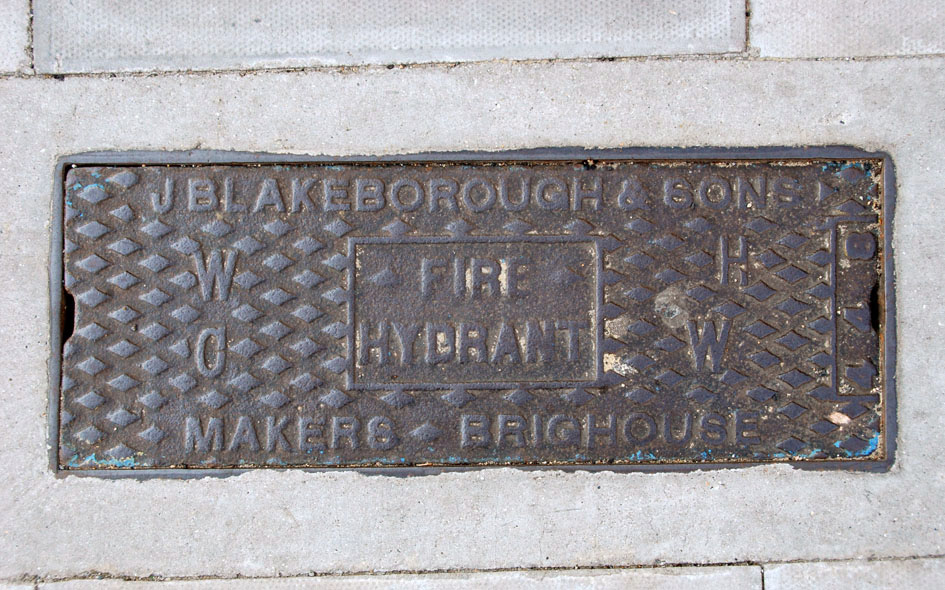 J BLAKEBOROUGH & SONS
W H
FIRE
HYDRANT
C W
MAKERS BRIGHOUSE